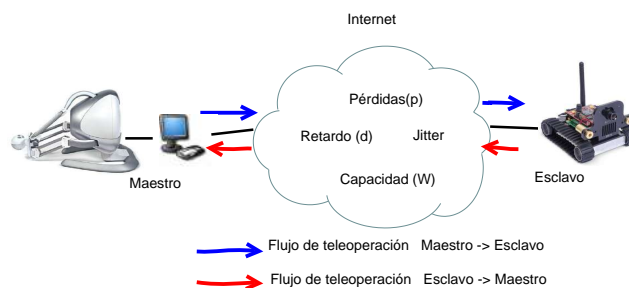 Internet
Pérdidas(p)
Retardo (d) Jitter
Capacidad (W)
Maestro
Esclavo
Flujo de teleoperación Maestro -> Esclavo
Flujo de teleoperación Esclavo -> Maestro